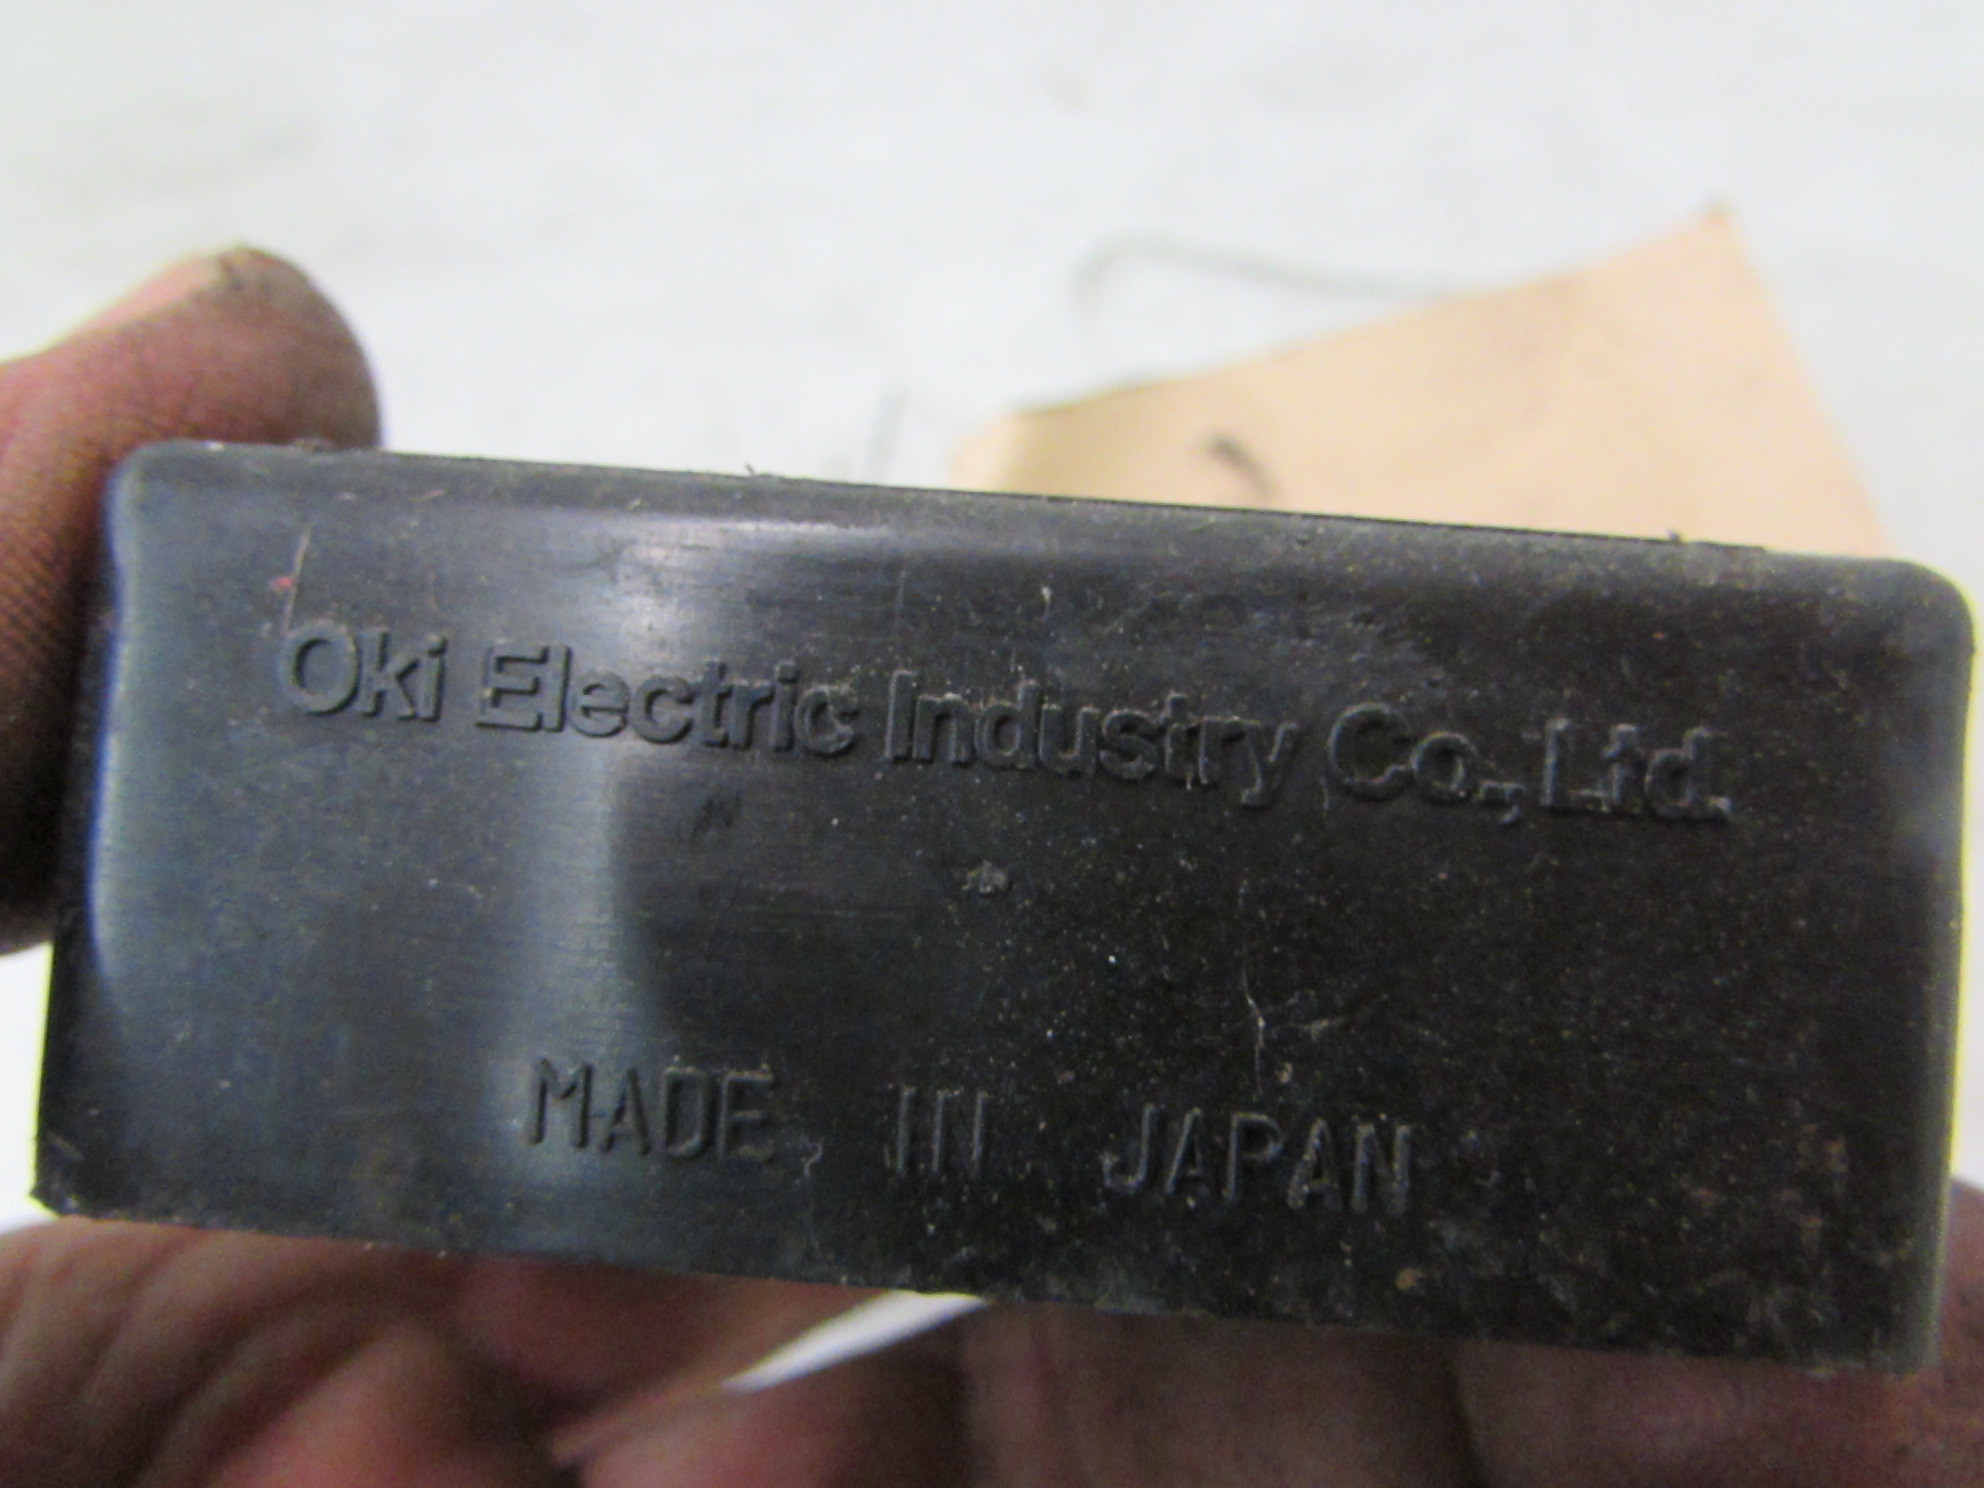 Oki Electric Industry Co., Ltd.
MADE IN JAPAN